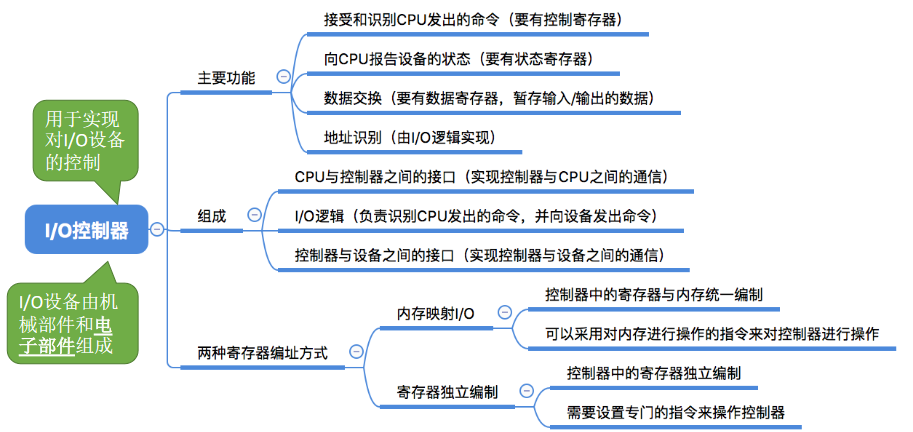 接受和识别CPU发出的命令（要有控制寄存器）
向CPU报告设备的状态（要有状态寄存器）
主要功能
数据交换（要有数据寄存器，暂存输入/输出的数据）
地址识别（由I/O逻辑实现）
用于实现
对I/O设备
的控制
CPU与控制器之间的接口（实现控制器与CPU之间的通信）
I/O控制器
组成
I/O逻辑（负责识别CPU发出的命令，并向设备发出命令）
控制器与设备之间的接口（实现控制器与设备之间的通信）
I/O设备由机
械部件和电
子部件组成
两种寄存器编址方式
内存映射I/O
控制器中的寄存器与内存统一编制
可以采用对内存进行操作的指令来对控制器进行操作
寄存器独立编制
控制器中的寄存器独立编制
需要设置专门的指令来操作控制器